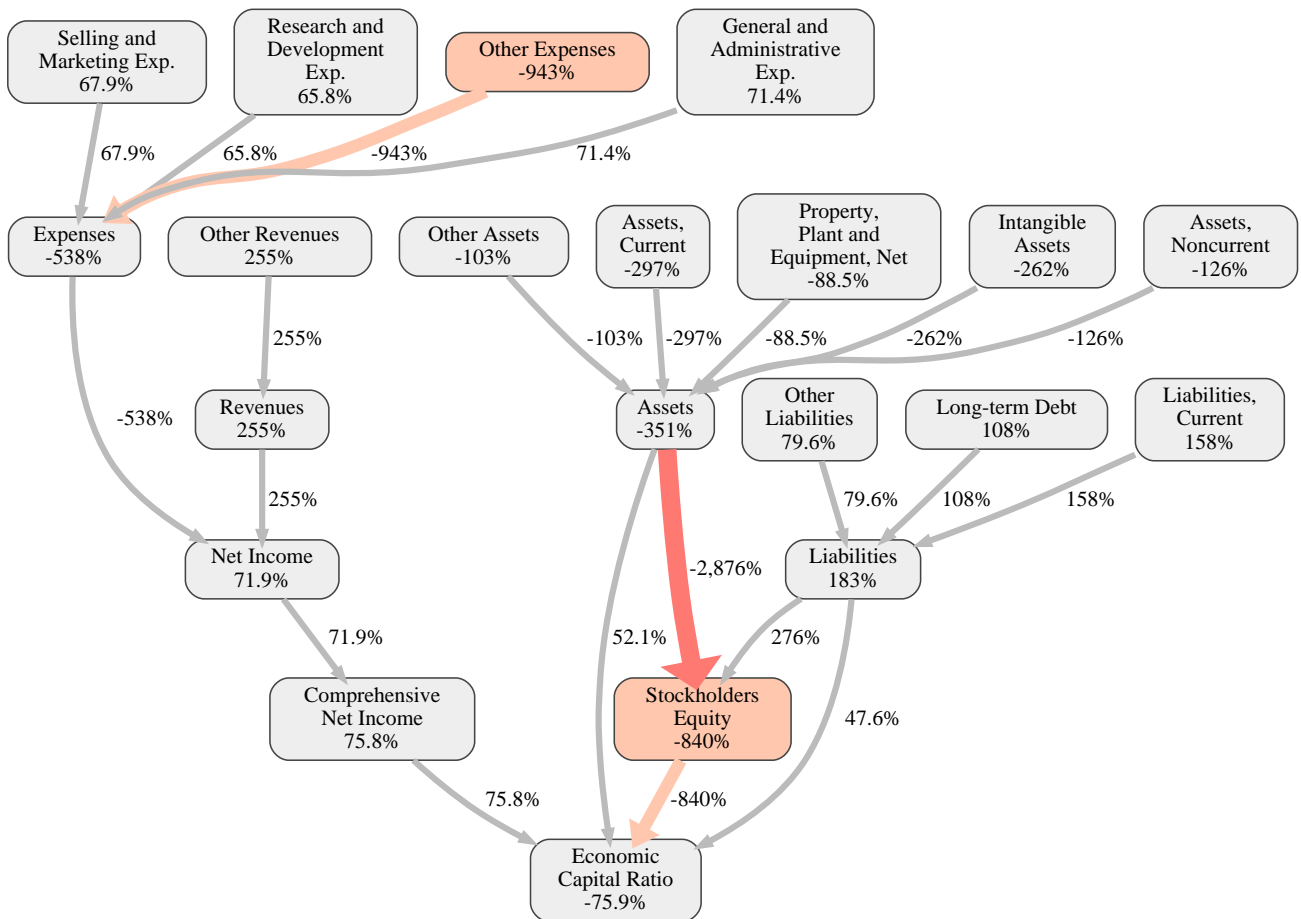 Selling and
Marketing Exp.
67.9%
Research and
Development
Exp.
65.8%
Other Expenses
-943%
General and
Administrative
Exp.
71.4%
67.9%
65.8%
-943%
71.4%
Expenses
-538%
Other Revenues
255%
Other Assets
-103%
Assets,
Current
-297%
Property,
Plant and
Equipment, Net
-88.5%
Intangible
Assets
-262%
Assets,
Noncurrent
-126%
255%
-103%
-297%
-88.5%
-262%
-126%
-538%
Revenues
255%
Assets
-351%
Other
Liabilities
79.6%
Long-term Debt
108%
Liabilities,
Current
158%
255%
79.6%
108%
158%
Net Income
71.9%
-2,876%
Liabilities
183%
71.9%
52.1%
276%
Comprehensive
Net Income
75.8%
Stockholders
Equity
-840%
47.6%
75.8%
-840%
Economic
Capital Ratio
-75.9%